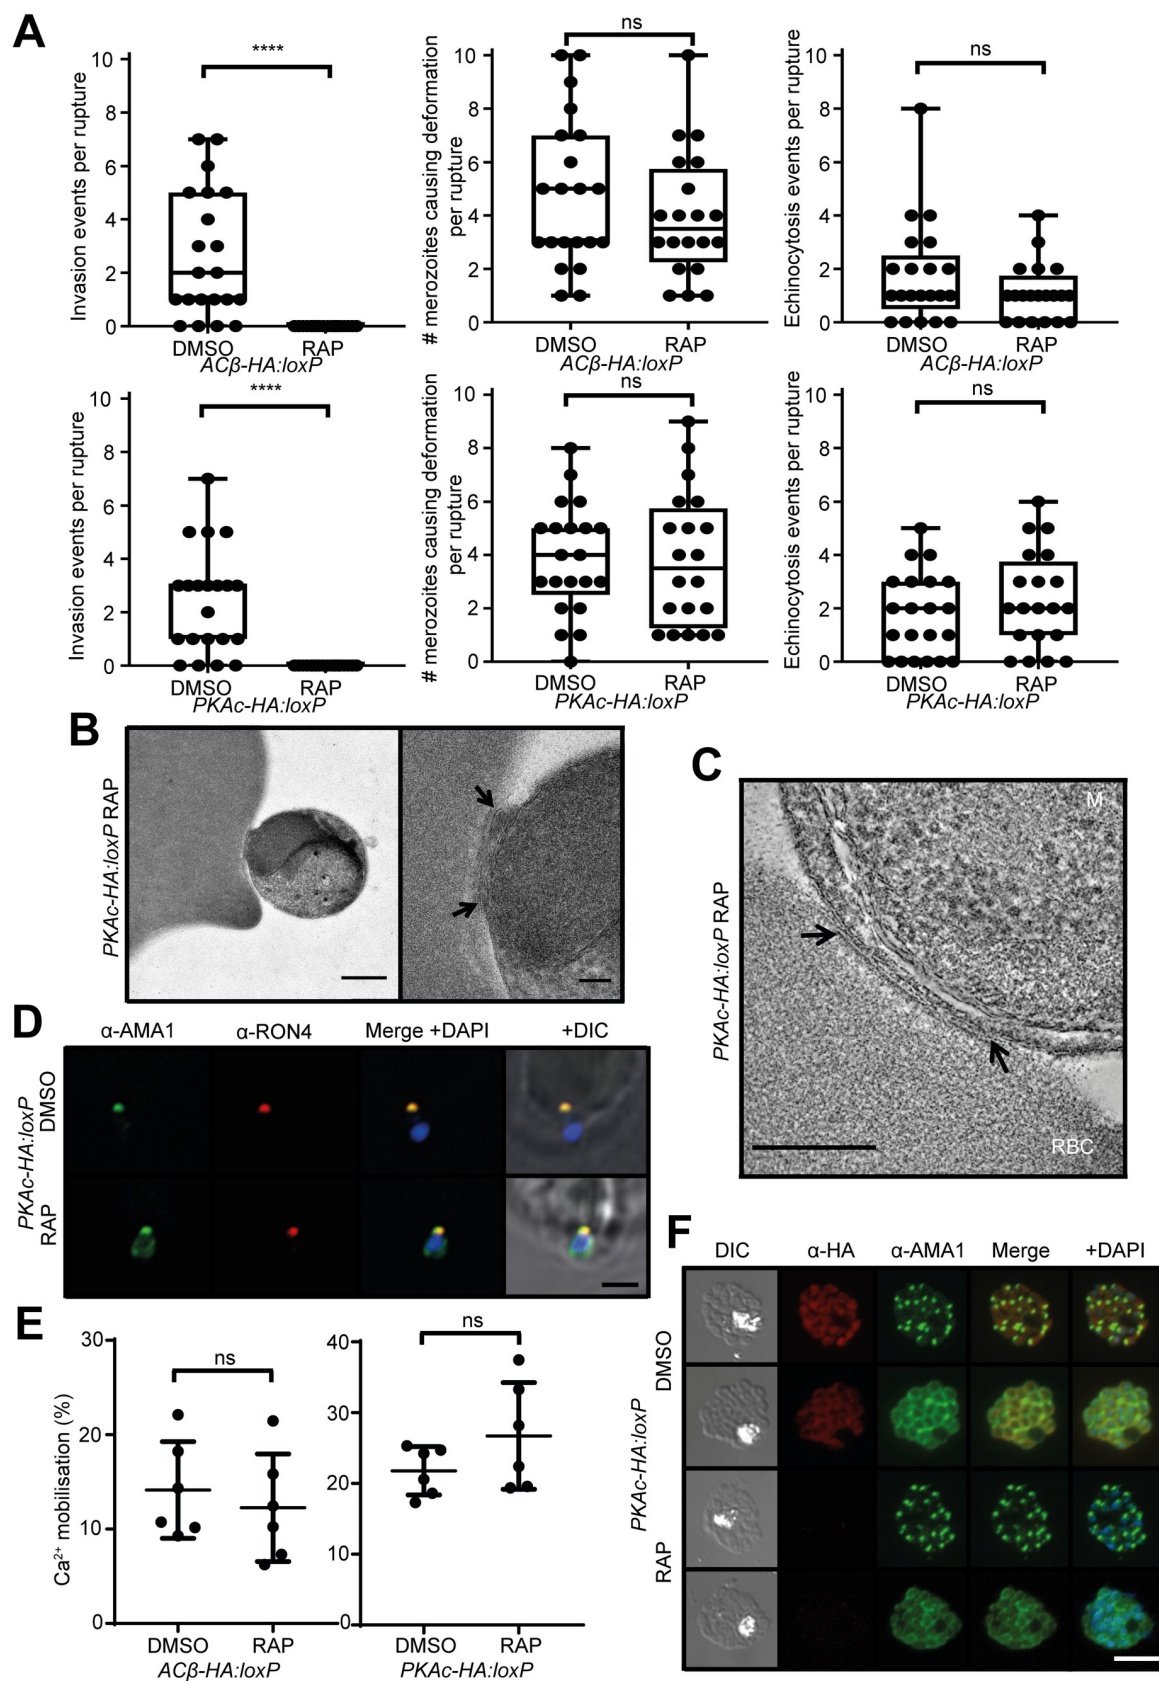 A
Invasion events per rupture
10
8
6
4
2
0
****
DMSO RAP
ACβ-HA:loxP
# merozoites causing deformation
per rupture
10
8
6
4
2
0
ns
DMSO RAP
ACβ-HA:loxP
Echinocytosis events per rupture
10
8
6
4
2
0
ns
DMSO RAP
ACβ-HA:loxP
Invasion events per rupture
10
8
6
4
2
0
****
DMSO RAP
PKAc-HA:loxP
# merozoites causing deformation
per rupture
10
8
6
4
2
0
ns
DMSO RAP
PKAc-HA:loxP
Echinocytosis events per rupture
10
8
6
4
2
0
ns
DMSO RAP
PKAc-HA:loxP
B
PKAc-HA:loxP RAP
C
PKAc-HA:loxP RAP
M
RBC
D
α-AMA1 α-RON4 Merge +DAPI +DIC
PKAc-HA:loxP
DMSO
RAP
E
Ca²⁺ mobilisation (%)
30
20
10
0
ns
DMSO RAP
ACβ-HA:loxP
40
30
20
10
0
ns
DMSO RAP
PKAc-HA:loxP
F
DIC α-HA α-AMA1 Merge +DAPI
PKAc-HA:loxP
DMSO
RAP